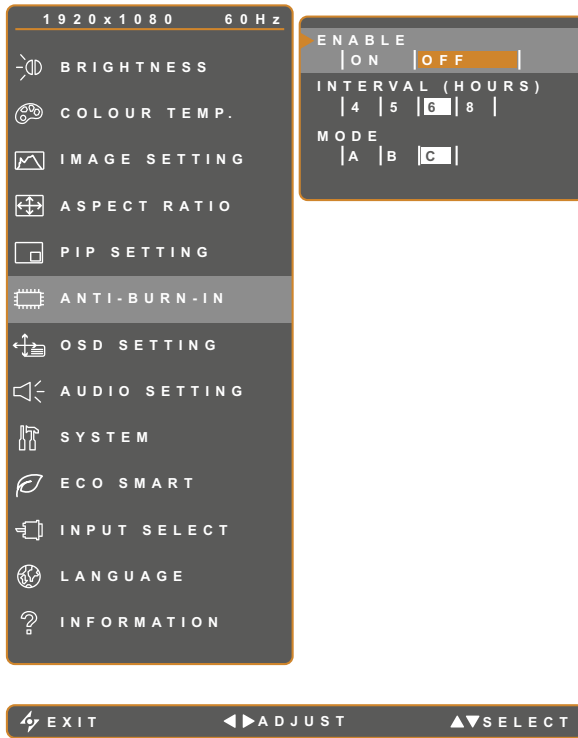 1920x1080 60Hz
BRIGHTNESS
COLOUR TEMP.
IMAGE SETTING
ASPECT RATIO
PIP SETTING
ANTI-BURN-IN
OSD SETTING
AUDIO SETTING
SYSTEM
ECO SMART
INPUT SELECT
LANGUAGE
? INFORMATION
ENABLE
ON OFF
INTERVAL (HOURS)
4 5 6 8
MODE
A B C
EXIT ADJUST SELECT